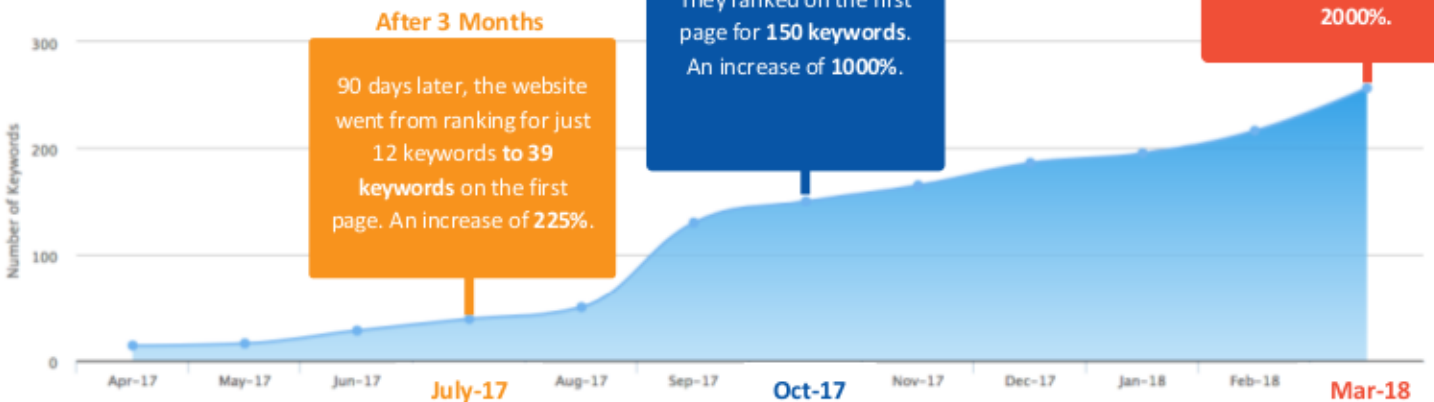 After 3 Months
90 days later, the website
went from ranking for just
12 keywords to 39
keywords on the first
page. An increase of 225%.
They ranked on the first
page for 150 keywords.
An increase of 1000%.
2000%.
Number of Keywords
300
200
100
0
Apr-17 May-17 Jun-17 July-17 Aug-17 Sep-17 Oct-17 Nov-17 Dec-17 Jan-18 Feb-18 Mar-18